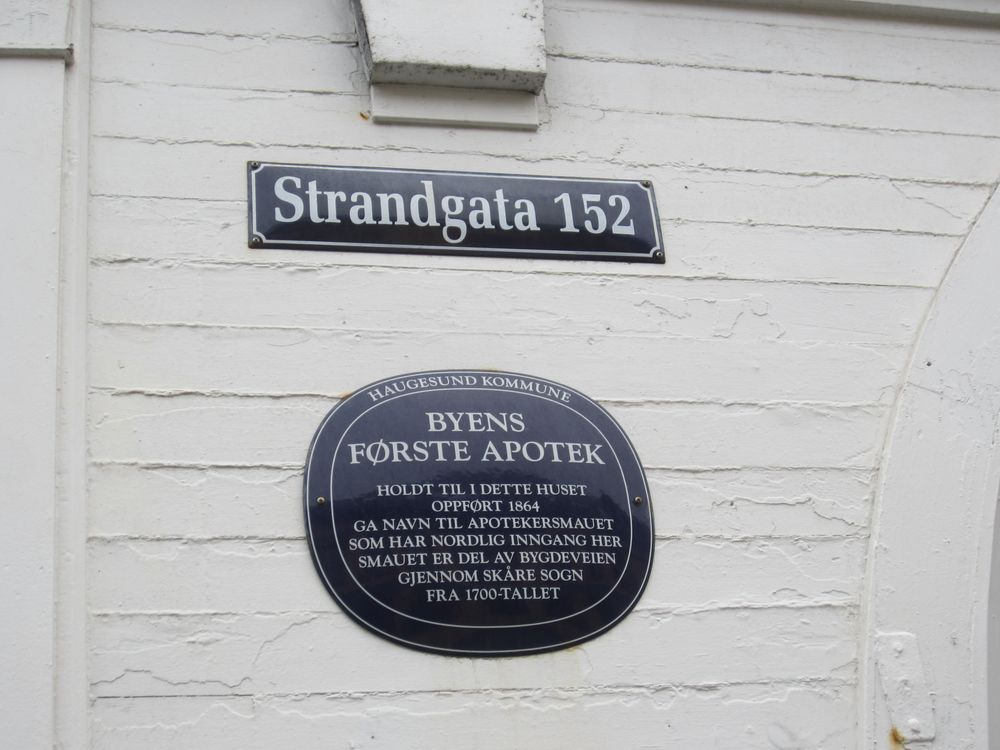 Strandgata 152
HAUGESUND KOMMUNE
BYENS
FØRSTE APOTEK
HOLDT TIL I DETTE HUSET
OPPFØRT 1864
GA NAVN TIL APOTEKERSMAUET
SOM HAR NORDLIG INNGANG HER
SMAUET ER DEL AV BYGDEVEIEN
GJENNOM SKÅRE SOGN
FRA 1700-TALLET